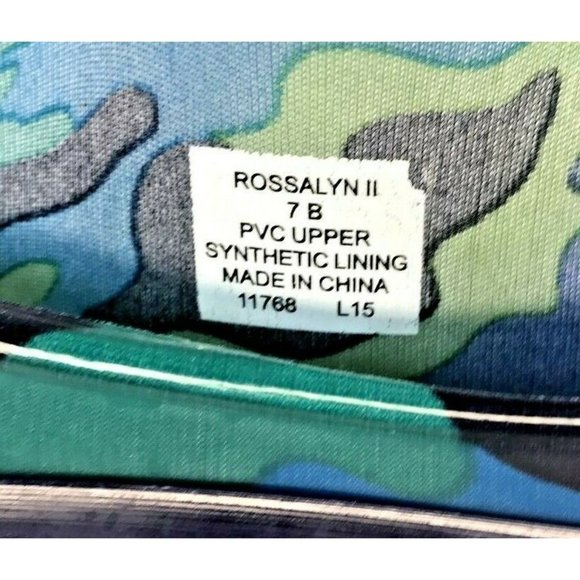 ROSSALYN II
7 B
PVC UPPER
SYNTHETIC LINING
MADE IN CHINA
11768 L15